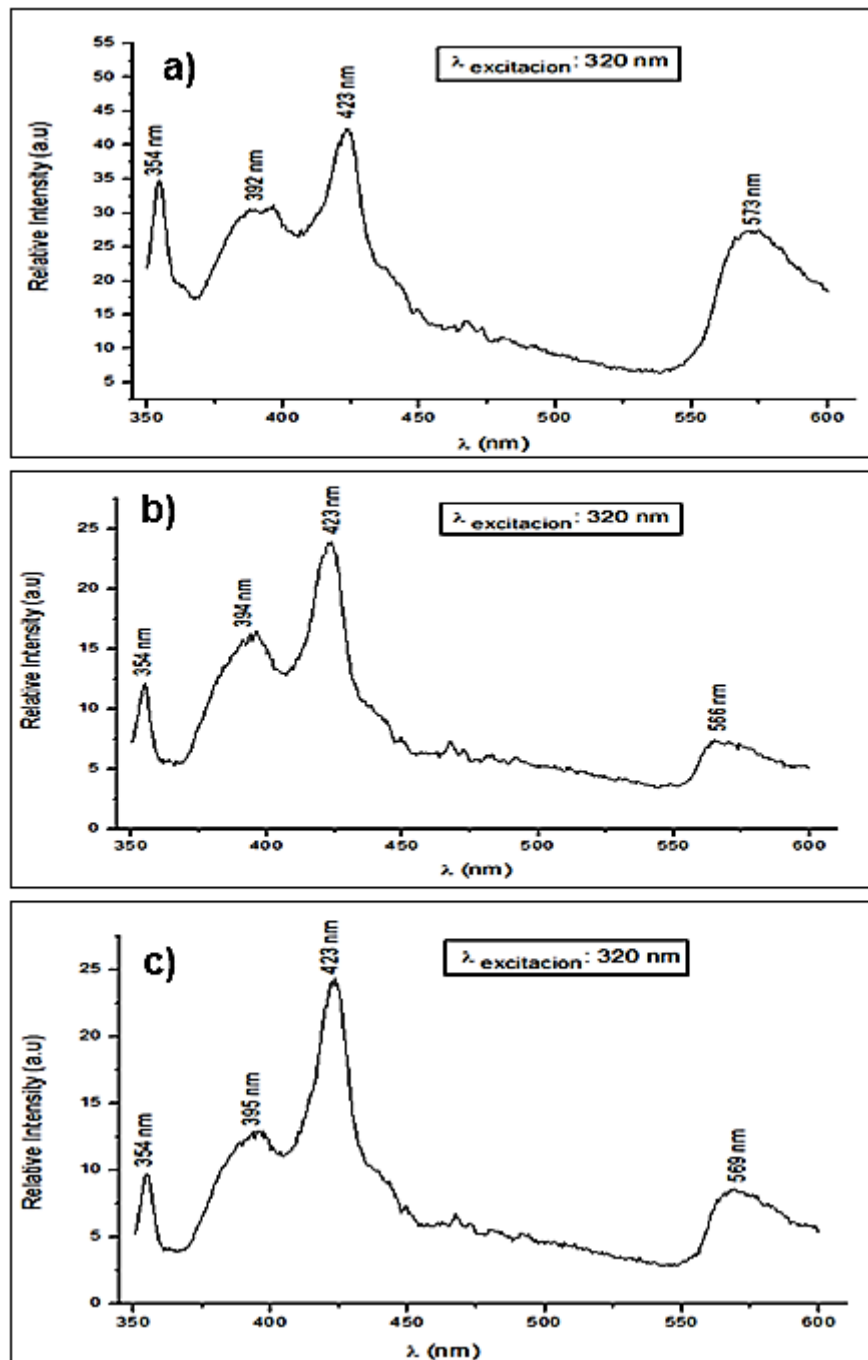 a)
λ excitacion: 320 nm
354 nm
392 nm
423 nm
573 nm
Relative Intensity (a.u)
55
50
45
40
35
30
25
20
15
10
5
350 400 450 500 550 600
λ (nm)
b)
λ excitacion: 320 nm
354 nm
394 nm
423 nm
566 nm
Relative Intensity (a.u)
25
20
15
10
5
0
350 400 450 500 550 600
λ (nm)
c)
λ excitacion: 320 nm
354 nm
395 nm
423 nm
569 nm
Relative Intensity (a.u)
25
20
15
10
5
0
350 400 450 500 550 600
λ (nm)